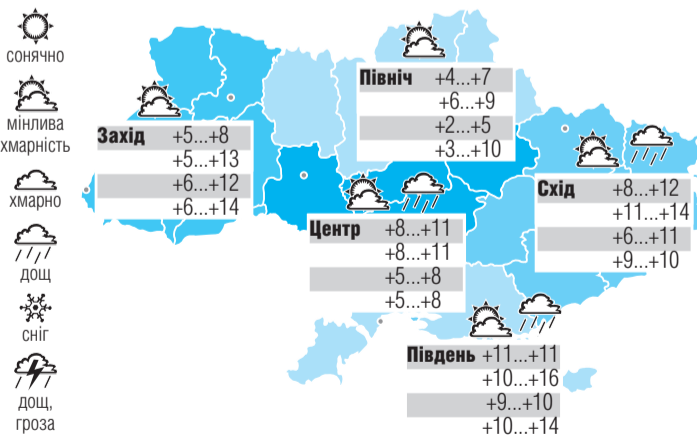 сонячно
мінлива
хмарність
хмарно
дощ
сніг
дощ,
гроза
Північ +4...+7
+6...+9
+2...+5
+3...+10
Захід +5...+8
+5...+13
+6...+12
+6...+14
Схід +8...+12
+11...+14
+6...+11
+9...+10
Центр +8...+11
+8...+11
+5...+8
+5...+8
Південь +11...+11
+10...+16
+9...+10
+10...+14